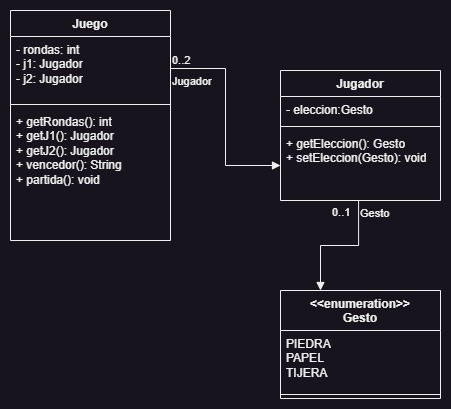 Juego
- rondas: int
- j1: Jugador
- j2: Jugador
+ getRondas(): int
+ getJ1(): Jugador
+ getJ2(): Jugador
+ vencedor(): String
+ partida(): void
0..2
Jugador
Jugador
- eleccion:Gesto
+ getEleccion(): Gesto
+ setEleccion(Gesto): void
0..1
Gesto
<<enumeration>>
Gesto
PIEDRA
PAPEL
TIJERA